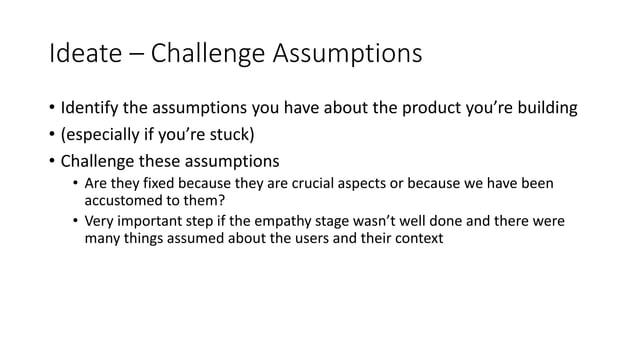 Ideate – Challenge Assumptions
• Identify the assumptions you have about the product you’re building
• (especially if you’re stuck)
• Challenge these assumptions
• Are they fixed because they are crucial aspects or because we have been
accustomed to them?
• Very important step if the empathy stage wasn’t well done and there were
many things assumed about the users and their context